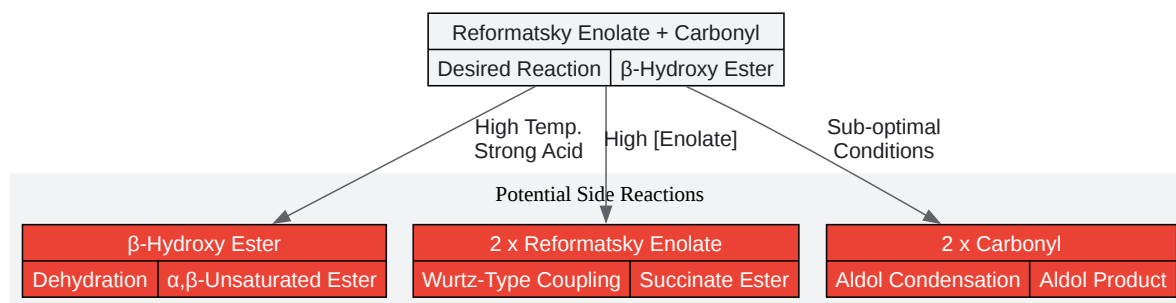 Reformatsky Enolate + Carbonyl
Desired Reaction
β-Hydroxy Ester
High Temp.
Strong Acid
High [Enolate]
Sub-optimal
Conditions
Potential Side Reactions
β-Hydroxy Ester
Dehydration
α,β-Unsaturated Ester
2 x Reformatsky Enolate
Wurtz-Type Coupling
Succinate Ester
2 x Carbonyl
Aldol Condensation
Aldol Product